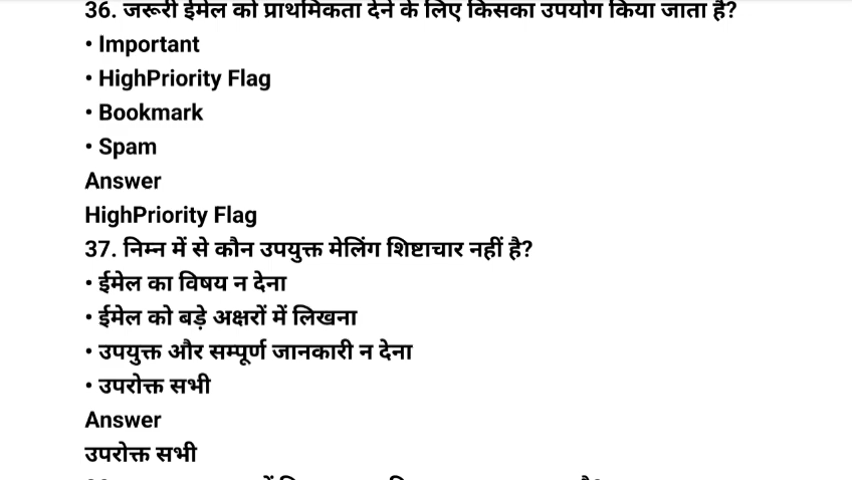 36. जरूरी ईमेल को प्राथमिकता देने के लिए किसका उपयोग किया जाता है?
• Important
• HighPriority Flag
• Bookmark
• Spam
Answer
HighPriority Flag
37. निम्न में से कौन उपयुक्त मेलिंग शिष्टाचार नहीं है?
• ईमेल का विषय न देना
• ईमेल को बड़े अक्षरों में लिखना
• उपयुक्त और सम्पूर्ण जानकारी न देना
• उपरोक्त सभी
Answer
उपरोक्त सभी